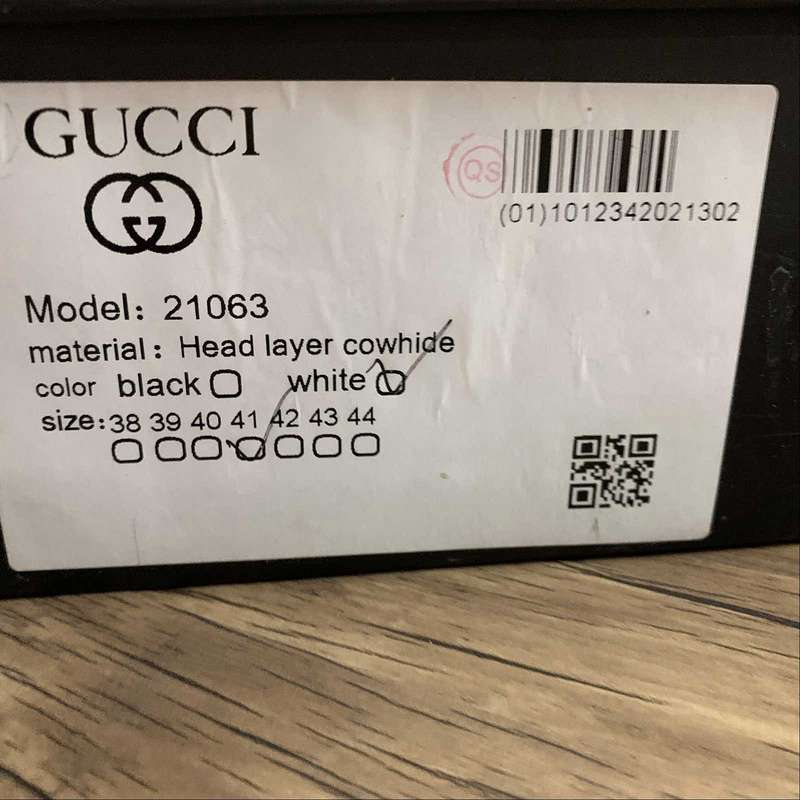 GUCCI
QS
(01)1012342021302
Model: 21063
material: Head layer cowhide
color black white
size: 38 39 40 41 42 43 44